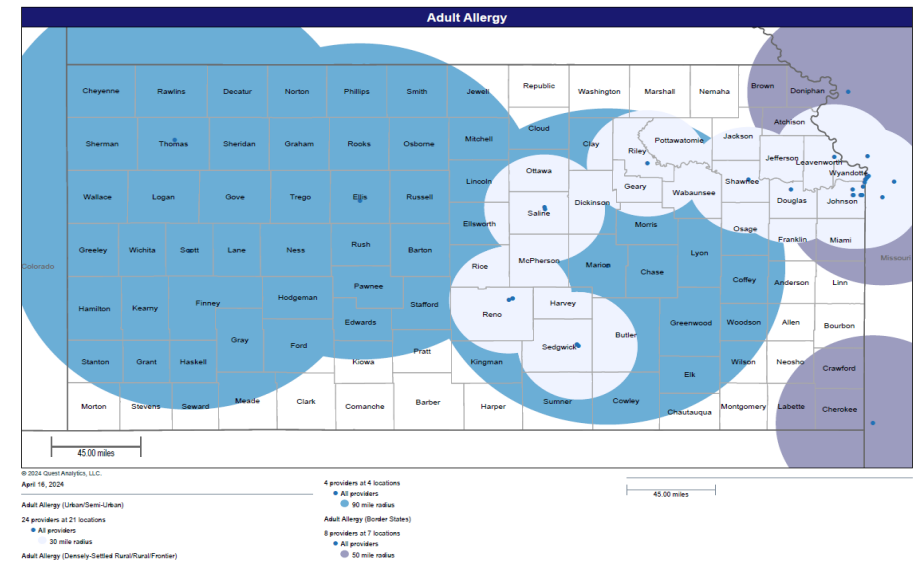 Adult Allergy
Cheyenne Rawlins Decatur Norton Phillips Smith Jewell Republic Washington Marshall Nemaha Brown Doniphan
Atchison
Sherman Thomas Sheridan Graham Rooks Osborne Mitchell Cloud Clay Riley Pottawatomie Jackson
Jefferson Leavenworth
Wyandotte
Ottawa Lincoln Geary Wabaunsee Shawnee
Wallace Logan Gove Trego Ellis Russell Dickinson Douglas Johnson
Saline
Ellsworth Morris Osage
Greeley Wichita Scott Lane Ness Rush Barton Lyon Franklin Miami
Colorado Missouri
Rice McPherson Marion Chase Coffey Anderson Linn
Pawnee
Hamilton Kearny Finney Hodgeman Stafford Reno Harvey
Edwards Greenwood Woodson Allen Bourbon
Gray Ford Sedgwick Butler
Stanton Grant Haskell Kiowa Pratt Kingman Wilson Neosho Crawford
Elk
Morton Stevens Seward Meade Clark Comanche Barber Harper Sumner Cowley Chautauqua Montgomery Labette Cherokee
45.00 miles
© 2024 Quest Analytics, LLC.
April 16, 2024
Adult Allergy (Urban/Semi-Urban)
24 providers at 21 locations
All providers
30 mile radius
Adult Allergy (Densely-Settled Rural/Rural/Frontier)
4 providers at 4 locations
All providers
90 mile radius
Adult Allergy (Border States)
8 providers at 7 locations
All providers
50 mile radius
45.00 miles